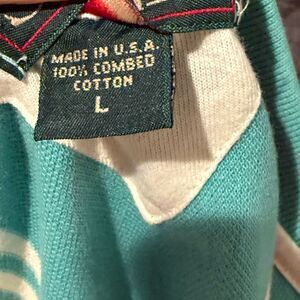 MADE IN U.S.A.
100% COMBED
COTTON
L